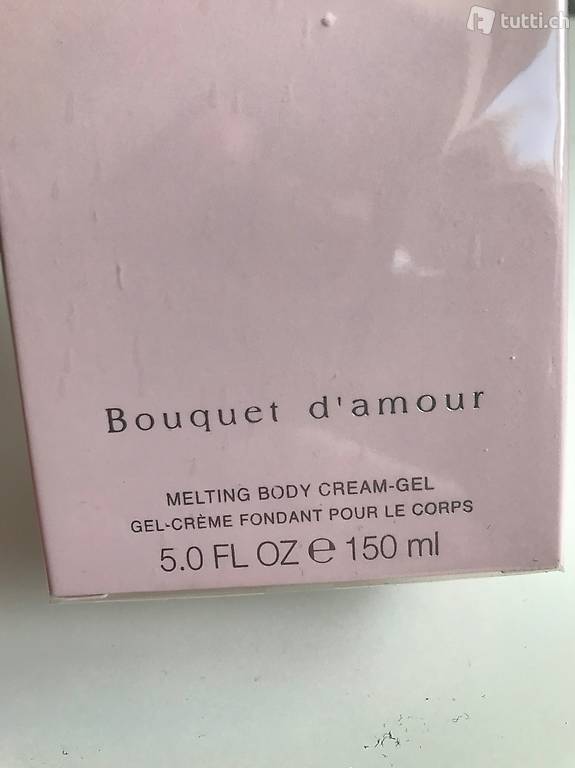 tutti.ch
Bouquet d'amour
MELTING BODY CREAM-GEL
GEL-CRÈME FONDANT POUR LE CORPS
5.0 FL OZ ℮ 150 ml